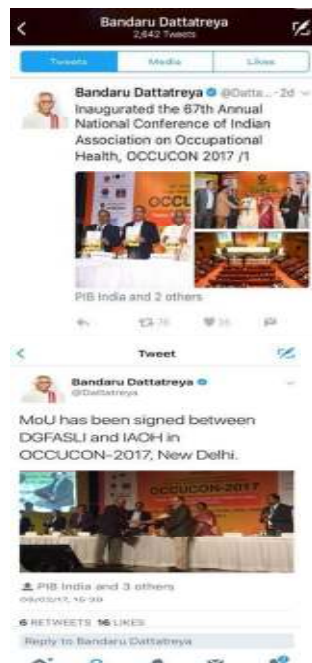 Bandaru Dattatreya
2,642 Tweets
Tweets Media Likes
Bandaru Dattatreya @Datta... · 2d
Inaugurated the 67th Annual
National Conference of Indian
Association on Occupational
Health, OCCUCON 2017 /1
PIB India and 2 others
Tweet
Bandaru Dattatreya
@Dattatreya
MoU has been signed between
DGFASLI and IAOH in
OCCUCON-2017, New Delhi.
OCCUCON-2017
PIB India and 3 others
6 RETWEETS 16 LIKES
Reply to Bandaru Dattatreya